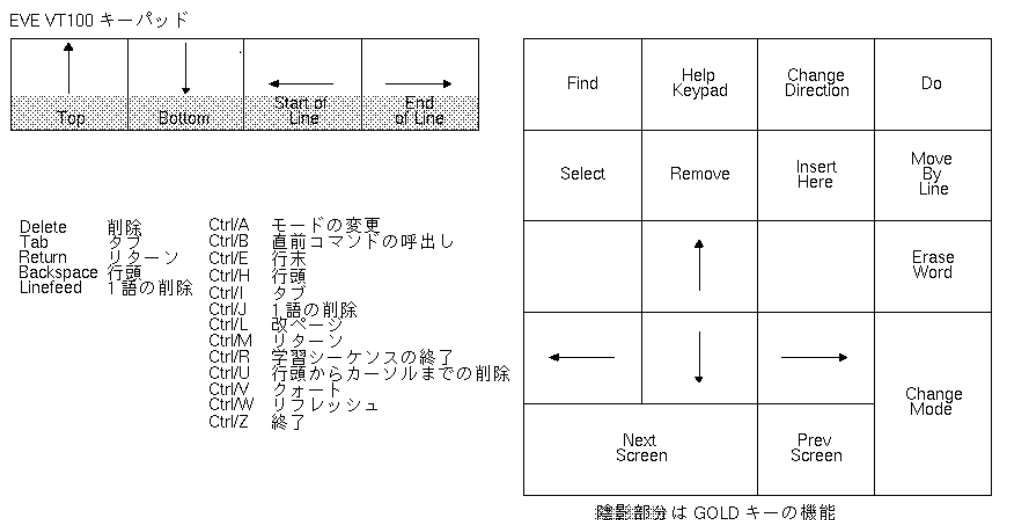 EVE VT100 キーパッド
Top
Bottom
Start of
Line
End
of Line
Delete 削除
Tab タブ
Return リターン
Backspace 行頭
Linefeed 1語の削除
Ctrl/A モードの変更
Ctrl/B 直前コマンドの呼出し
Ctrl/E 行末
Ctrl/H 行頭
Ctrl/I タブ
Ctrl/J 1語の削除
Ctrl/L 改ページ
Ctrl/M リターン
Ctrl/R 学習シーケンスの終了
Ctrl/U 行頭からカーソルまでの削除
Ctrl/V クォート
Ctrl/W リフレッシュ
Ctrl/Z 終了
Find
Help
Keypad
Change
Direction
Do
Select
Remove
Insert
Here
Move
By
Line
Erase
Word
Change
Mode
Next
Screen
Prev
Screen
陰影部分は GOLD キーの機能